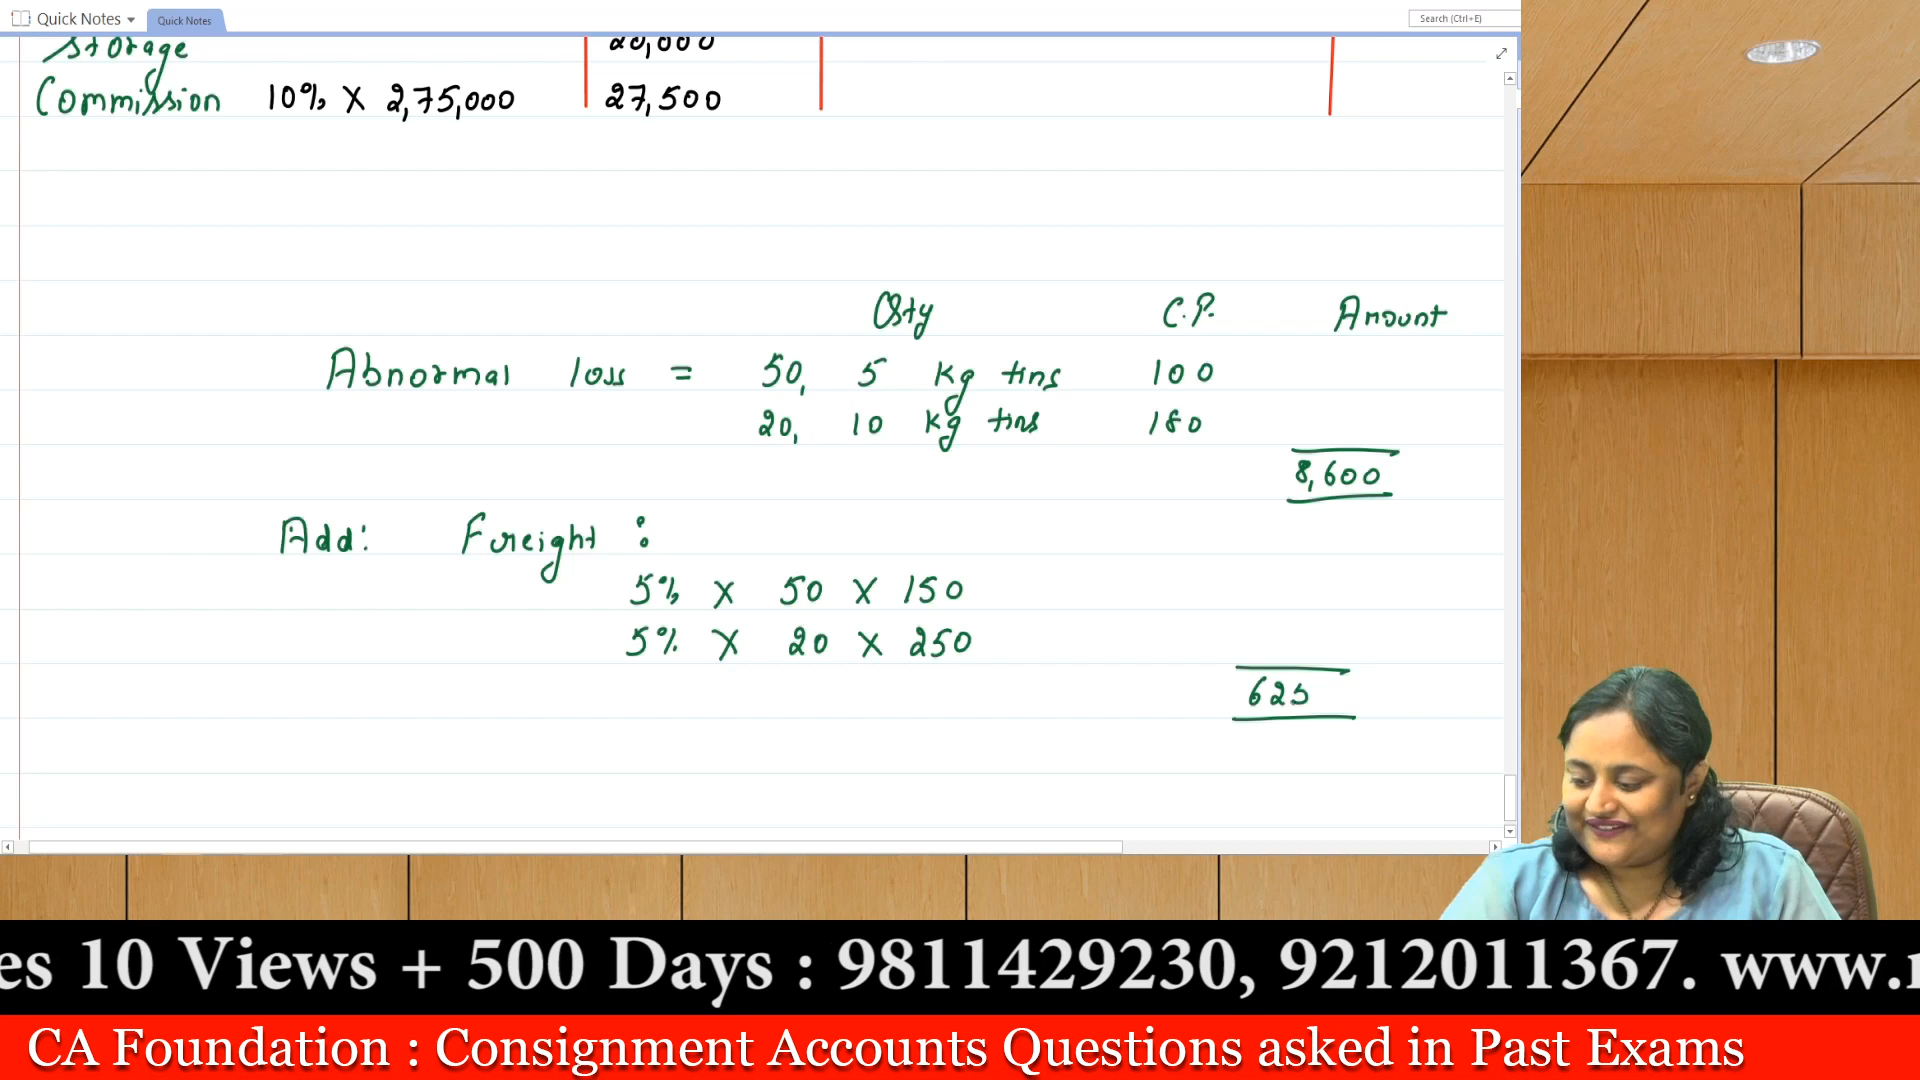 Quick Notes
Quick Notes
Search (Ctrl+E)
Storage 20,000
Commission 10% X 2,75,000 27,500
Qty C.P. Amount
Abnormal loss = 50, 5 kg tins 100
20, 10 kg tins 180
8,600
Add: Freight :
5% X 50 X 150
5% X 20 X 250
625
es 10 Views + 500 Days : 9811429230, 9212011367. www.
CA Foundation : Consignment Accounts Questions asked in Past Exams